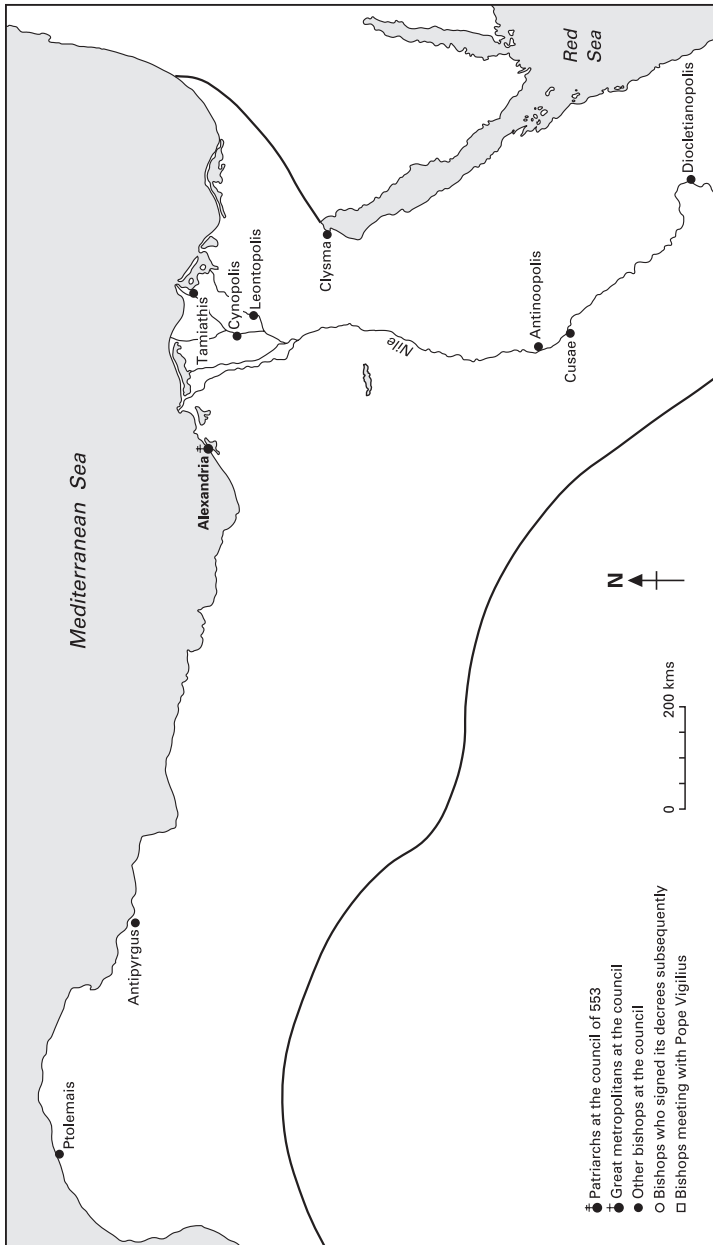 Mediterranean Sea
Red
Sea
Ptolemais
Antipyrgus
Alexandria
Tamiathis
Cynopolis
Leontopolis
Clysma
Nile
Antinoopolis
Cusae
Diocletianopolis
N
0 200 kms
Patriarchs at the council of 553
Great metropolitans at the council
Other bishops at the council
Bishops who signed its decrees subsequently
Bishops meeting with Pope Vigilius